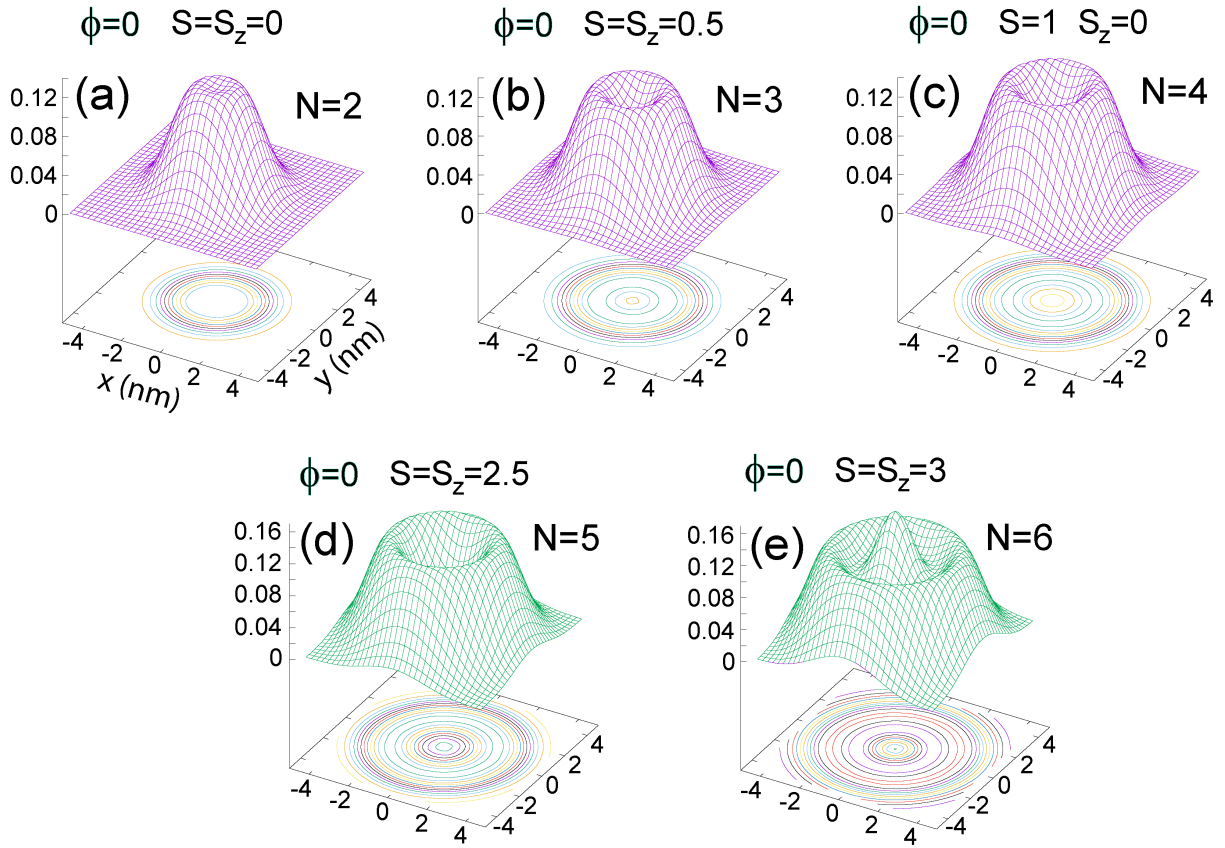 ϕ=0 S=S_z=0
(a) N=2
0.12
0.08
0.04
0
-4 -2 0 2 4
x (nm)
-4 -2 0 2 4
y (nm)
ϕ=0 S=S_z=0.5
(b) N=3
0.12
0.08
0.04
0
-4 -2 0 2 4
-4 -2 0 2 4
ϕ=0 S=1 S_z=0
(c) N=4
0.12
0.08
0.04
0
-4 -2 0 2 4
-4 -2 0 2 4
ϕ=0 S=S_z=2.5
(d) N=5
0.16
0.12
0.08
0.04
0
-4 -2 0 2 4
-4 -2 0 2 4
ϕ=0 S=S_z=3
(e) N=6
0.16
0.12
0.08
0.04
0
-4 -2 0 2 4
-4 -2 0 2 4